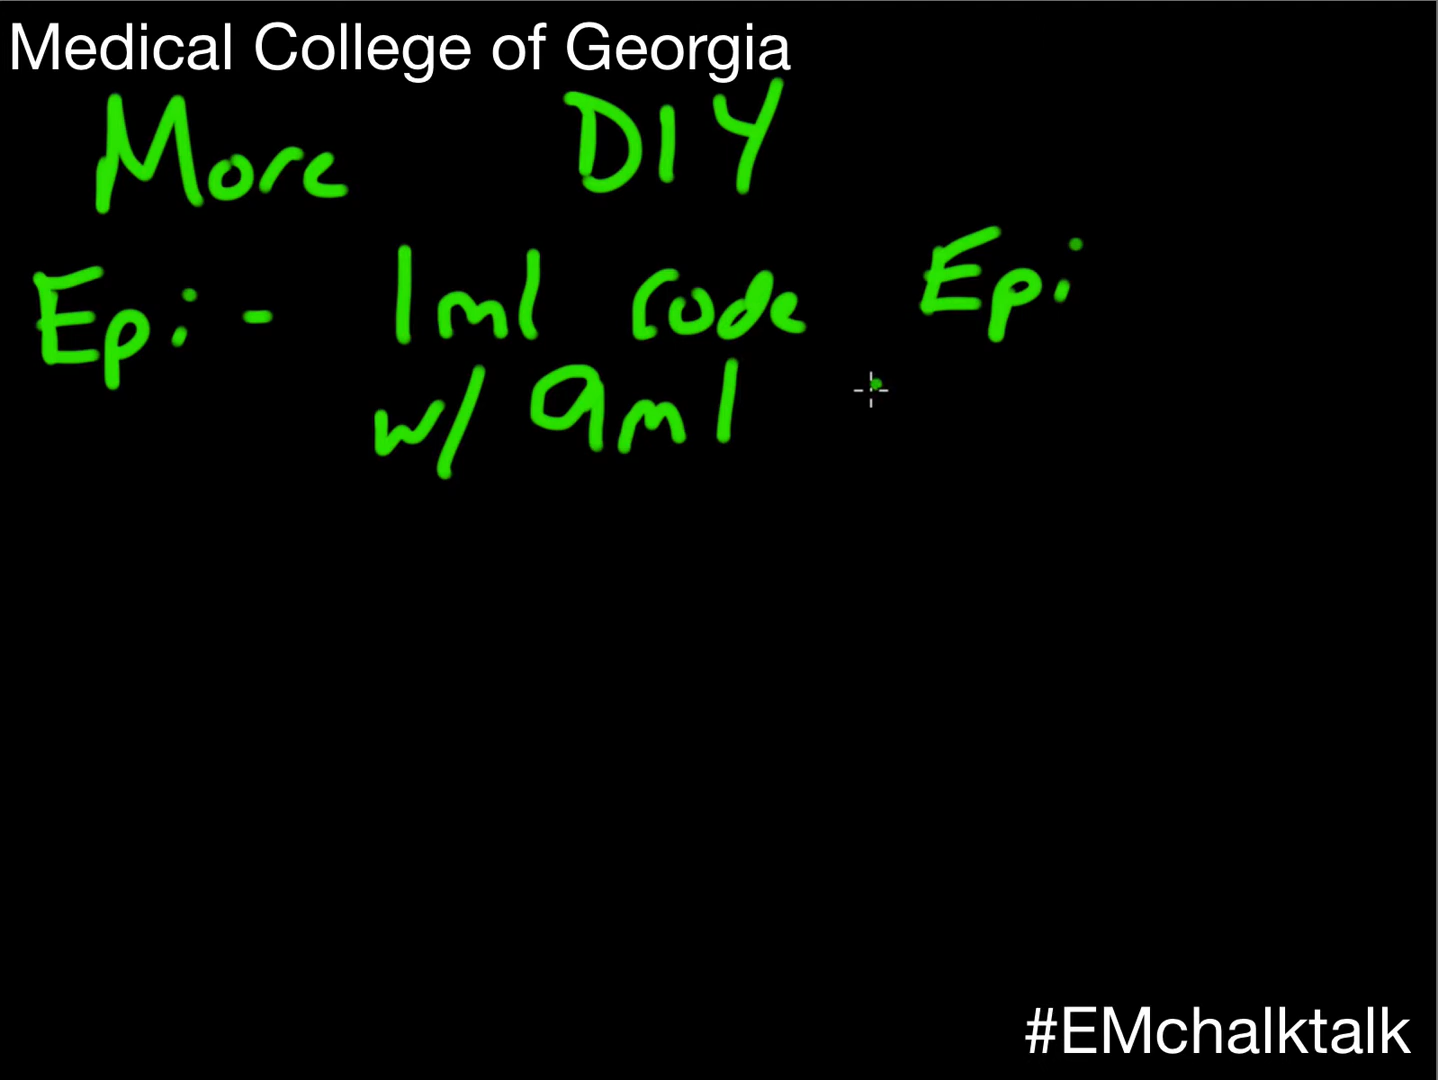 Medical College of Georgia
More DIY
Epi - 1ml code Epi
w/ 9ml
#EMchalktalk